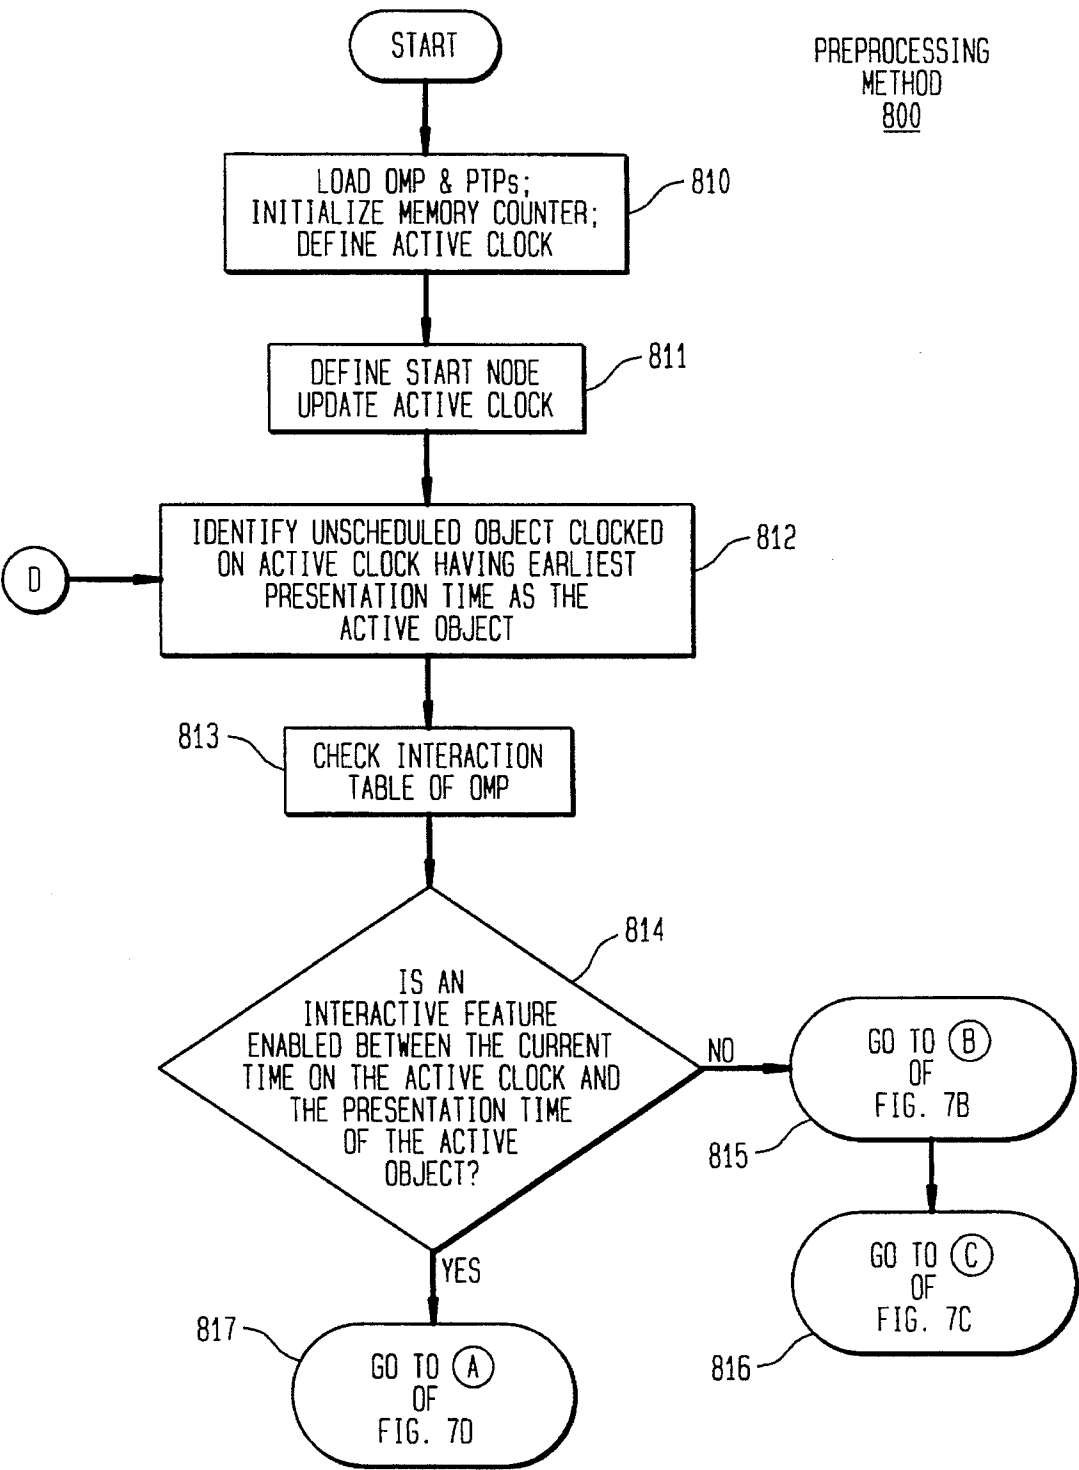 START
PREPROCESSING
METHOD
800
LOAD OMP & PTPs;
INITIALIZE MEMORY COUNTER;
DEFINE ACTIVE CLOCK
810
DEFINE START NODE
UPDATE ACTIVE CLOCK
811
IDENTIFY UNSCHEDULED OBJECT CLOCKED
ON ACTIVE CLOCK HAVING EARLIEST
PRESENTATION TIME AS THE
ACTIVE OBJECT
812
D
813
CHECK INTERACTION
TABLE OF OMP
814
IS AN
INTERACTIVE FEATURE
ENABLED BETWEEN THE CURRENT
TIME ON THE ACTIVE CLOCK AND
THE PRESENTATION TIME
OF THE ACTIVE
OBJECT?
NO
GO TO B
OF
FIG. 7B
815
YES
GO TO C
OF
FIG. 7C
816
817
GO TO A
OF
FIG. 7D